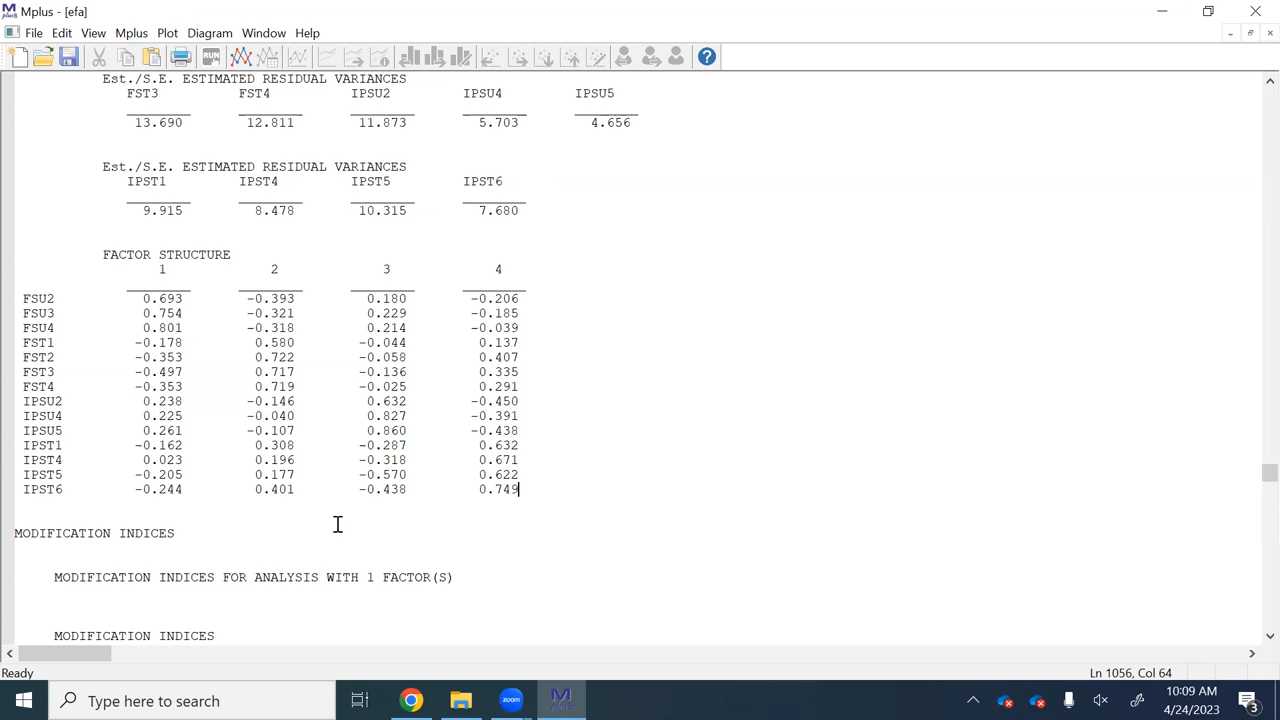 Mplus - [efa]
File Edit View Mplus Plot Diagram Window Help
RUN
Est./S.E. ESTIMATED RESIDUAL VARIANCES
FST3 FST4 IPSU2 IPSU4 IPSU5
13.690 12.811 11.873 5.703 4.656
Est./S.E. ESTIMATED RESIDUAL VARIANCES
IPST1 IPST4 IPST5 IPST6
9.915 8.478 10.315 7.680
FACTOR STRUCTURE
1 2 3 4
FSU2 0.693 -0.393 0.180 -0.206
FSU3 0.754 -0.321 0.229 -0.185
FSU4 0.801 -0.318 0.214 -0.039
FST1 -0.178 0.580 -0.044 0.137
FST2 -0.353 0.722 -0.058 0.407
FST3 -0.497 0.717 -0.136 0.335
FST4 -0.353 0.719 -0.025 0.291
IPSU2 0.238 -0.146 0.632 -0.450
IPSU4 0.225 -0.040 0.827 -0.391
IPSU5 0.261 -0.107 0.860 -0.438
IPST1 -0.162 0.308 -0.287 0.632
IPST4 0.023 0.196 -0.318 0.671
IPST5 -0.205 0.177 -0.570 0.622
IPST6 -0.244 0.401 -0.438 0.749
MODIFICATION INDICES
MODIFICATION INDICES FOR ANALYSIS WITH 1 FACTOR(S)
MODIFICATION INDICES
Ready Ln 1056, Col 64
Type here to search
zoom
10:09 AM
4/24/2023
3